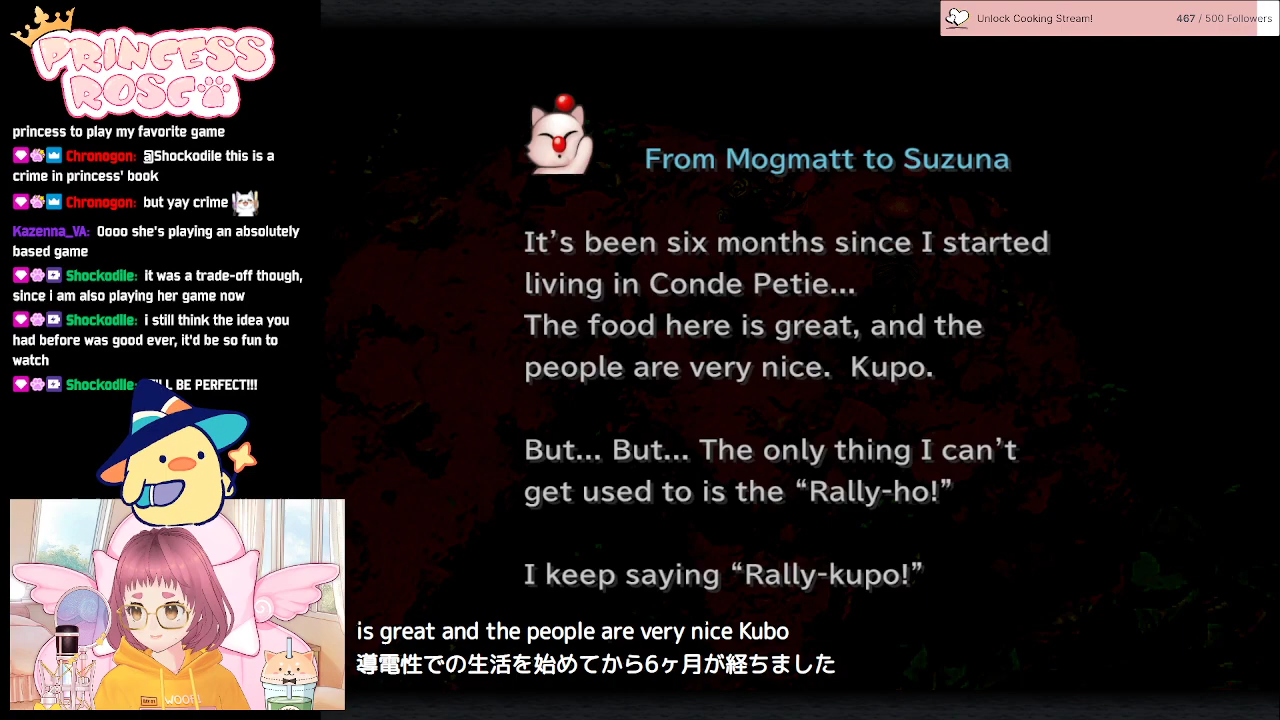 PRINCESS
ROSE
princess to play my favorite game
Chronogon: @Shockodile this is a
crime in princess' book
Chronogon: but yay crime
Kazenna_VA: Oooo she's playing an absolutely
based game
Shockodile: it was a trade-off though,
since i am also playing her game now
Shockodile: i still think the idea you
had before was good ever, it'd be so fun to
watch
Shockodile: LL BE PERFECT!!!
Unlock Cooking Stream! 467 / 500 Followers
From Mogmatt to Suzuna
It's been six months since I started
living in Conde Petie...
The food here is great, and the
people are very nice. Kupo.
But... But... The only thing I can't
get used to is the “Rally-ho!”
I keep saying “Rally-kupo!”
is great and the people are very nice Kubo
導電性での生活を始めてから6ヶ月が経ちました
WOOF!